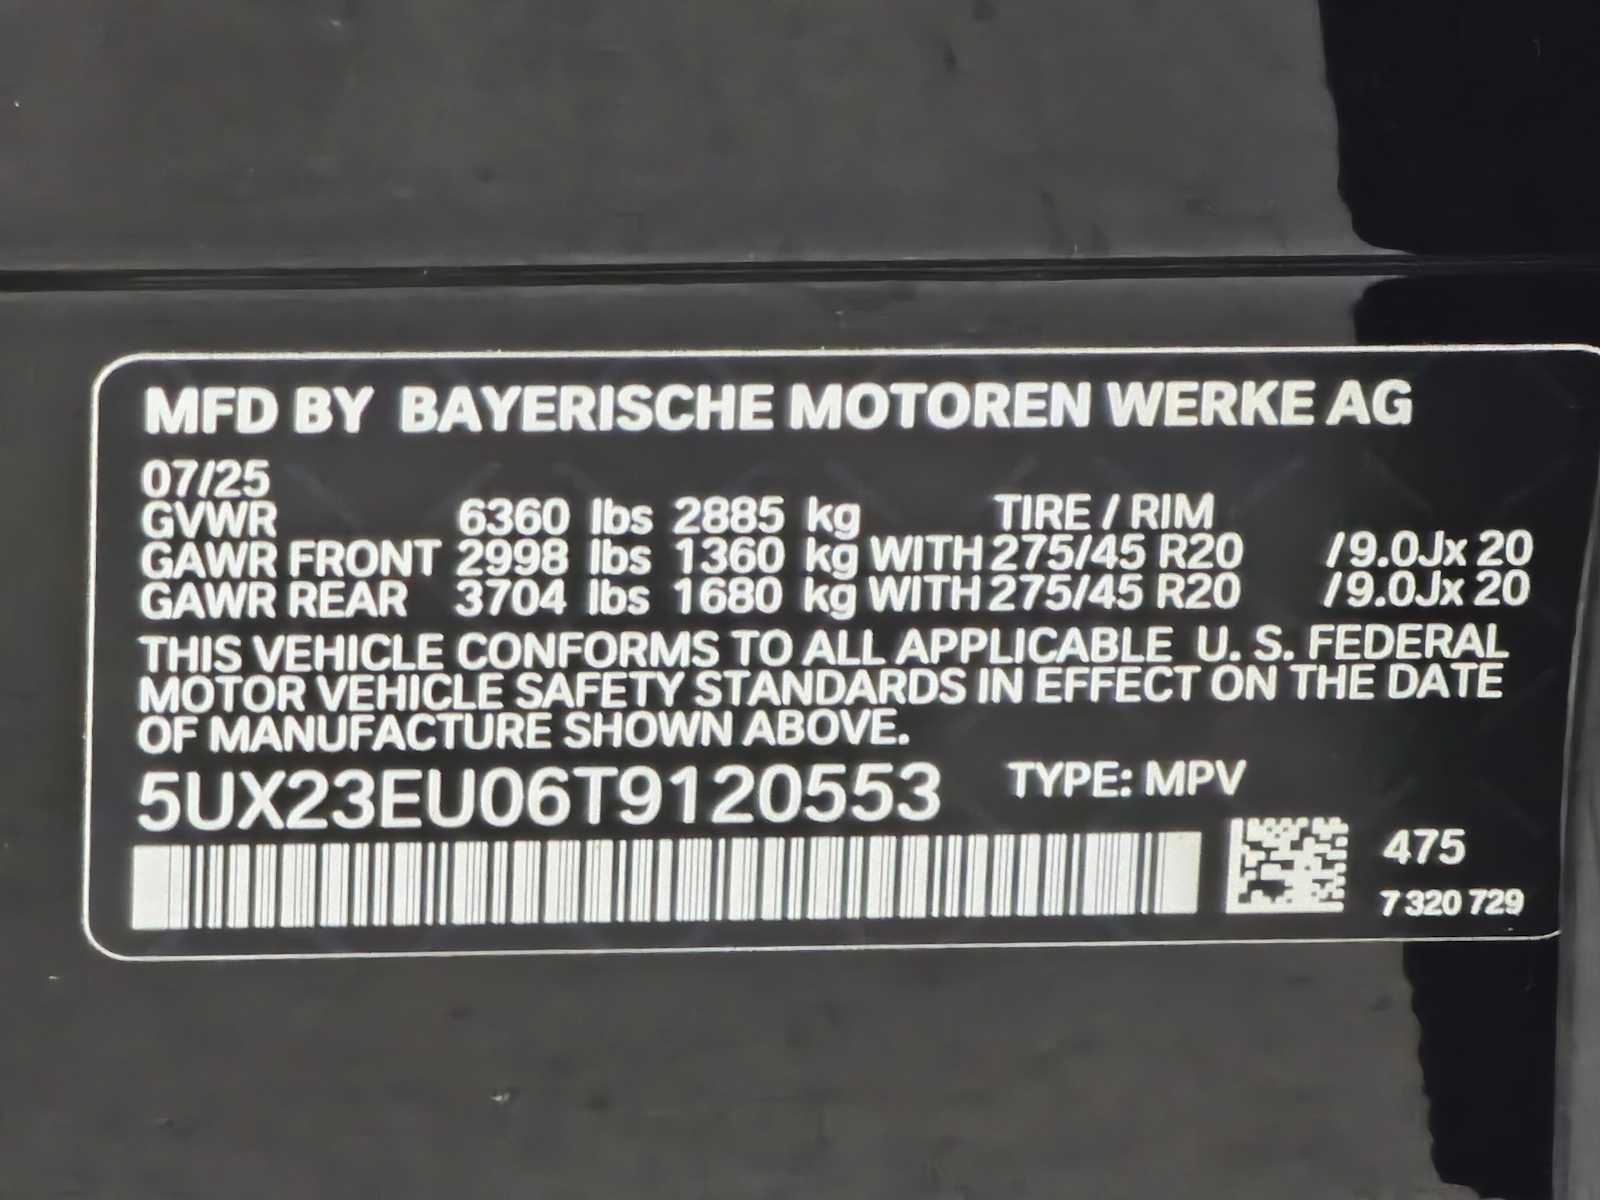 MFD BY BAYERISCHE MOTOREN WERKE AG
07/25
GVWR 6360 lbs 2885 kg TIRE / RIM
GAWR FRONT 2998 lbs 1360 kg WITH 275/45 R20 /9.0Jx 20
GAWR REAR 3704 lbs 1680 kg WITH 275/45 R20 /9.0Jx 20
THIS VEHICLE CONFORMS TO ALL APPLICABLE U. S. FEDERAL
MOTOR VEHICLE SAFETY STANDARDS IN EFFECT ON THE DATE
OF MANUFACTURE SHOWN ABOVE.
5UX23EU06T9120553 TYPE: MPV
475
7 320 729